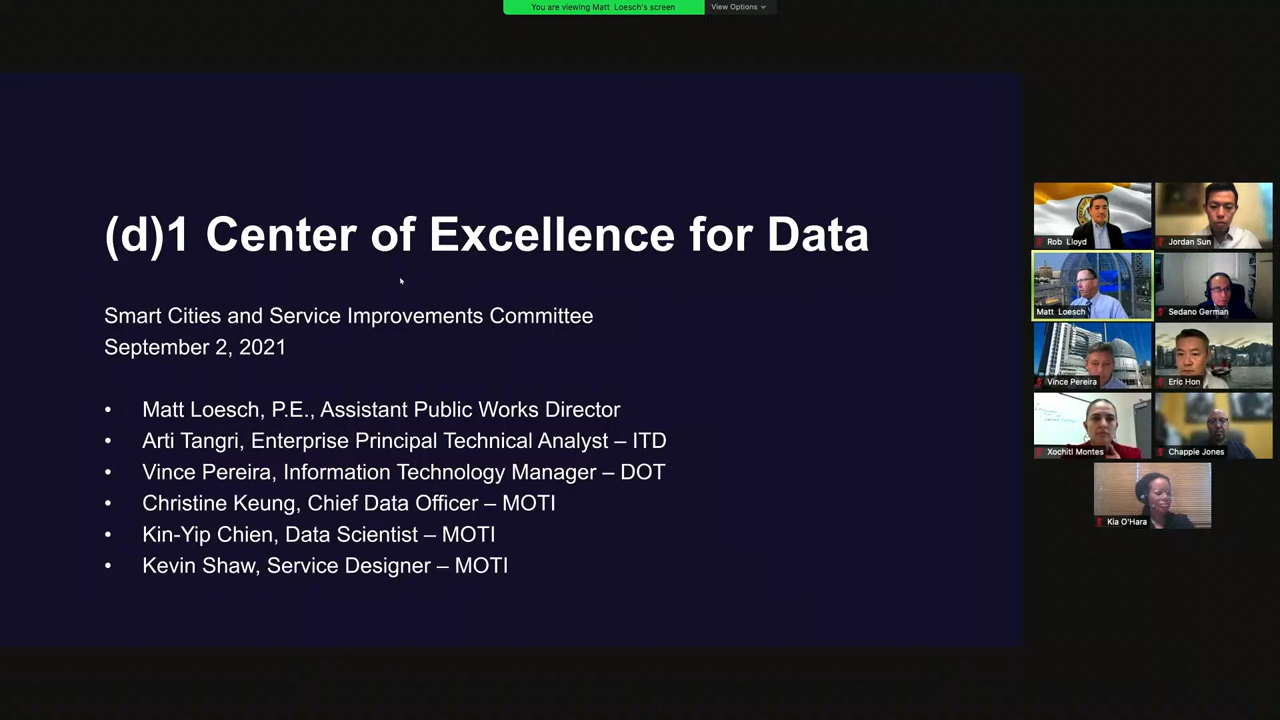 You are viewing Matt Loesch's screen
View Options
(d)1 Center of Excellence for Data
Smart Cities and Service Improvements Committee
September 2, 2021
• Matt Loesch, P.E., Assistant Public Works Director
• Arti Tangri, Enterprise Principal Technical Analyst – ITD
• Vince Pereira, Information Technology Manager – DOT
• Christine Keung, Chief Data Officer – MOTI
• Kin-Yip Chien, Data Scientist – MOTI
• Kevin Shaw, Service Designer – MOTI
Rob Lloyd
Jordan Sun
Matt Loesch
Sedano German
Vince Pereira
Eric Hon
Xochitl Montes
Chappie Jones
Kia O'Hara